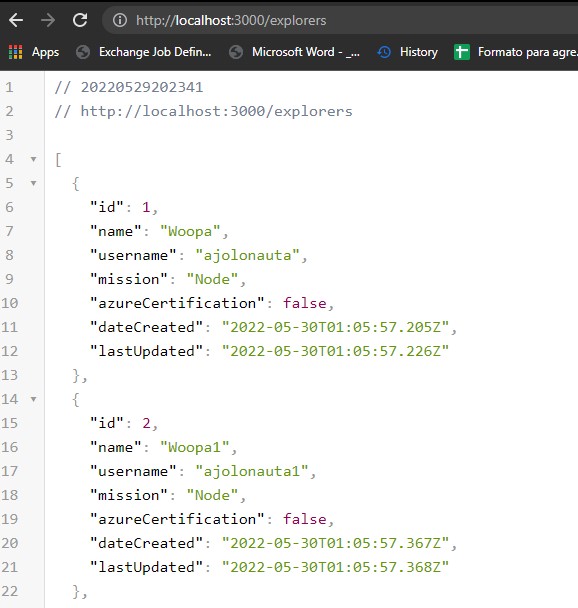 http://localhost:3000/explorers
Apps Exchange Job Defin... Microsoft Word - _... History Formato para agre.
1 // 20220529202341
2 // http://localhost:3000/explorers
3
4 [
5 {
6 "id": 1,
7 "name": "Woopa",
8 "username": "ajolonauta",
9 "mission": "Node",
10 "azureCertification": false,
11 "dateCreated": "2022-05-30T01:05:57.205Z",
12 "lastUpdated": "2022-05-30T01:05:57.226Z"
13 },
14 {
15 "id": 2,
16 "name": "Woopa1",
17 "username": "ajolonauta1",
18 "mission": "Node",
19 "azureCertification": false,
20 "dateCreated": "2022-05-30T01:05:57.367Z",
21 "lastUpdated": "2022-05-30T01:05:57.368Z"
22 },